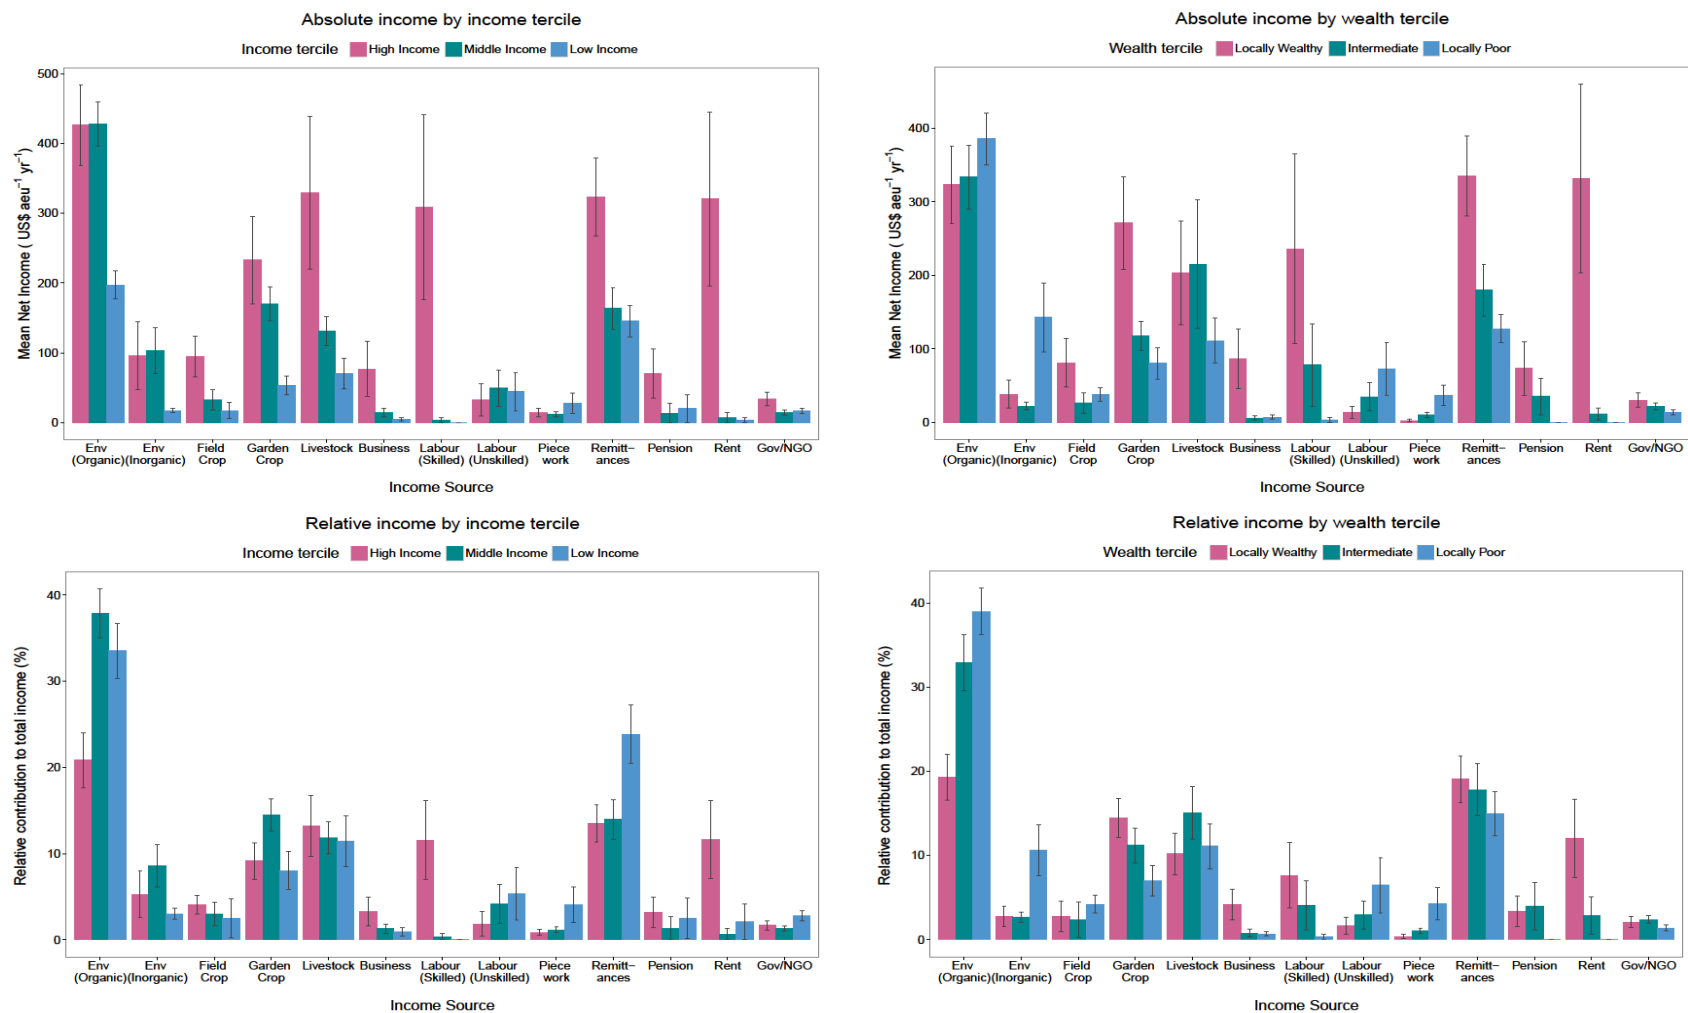 Absolute income by income tercile
Income tercile High Income Middle Income Low Income
Mean Net Income ( US$ aeu⁻¹ yr⁻¹)
500
400
300
200
100
0
Env (Organic) Env (Inorganic) Field Crop Garden Crop Livestock Business Labour (Skilled) Labour (Unskilled) Piece work Remitt− ances Pension Rent Gov/NGO
Income Source
Absolute income by wealth tercile
Wealth tercile Locally Wealthy Intermediate Locally Poor
Mean Net Income ( US$ aeu⁻¹ yr⁻¹)
400
300
200
100
0
Env (Organic) Env (Inorganic) Field Crop Garden Crop Livestock Business Labour (Skilled) Labour (Unskilled) Piece work Remitt− ances Pension Rent Gov/NGO
Income Source
Relative income by income tercile
Income tercile High Income Middle Income Low Income
Relative contribution to total income (%)
40
30
20
10
0
Env (Organic) Env (Inorganic) Field Crop Garden Crop Livestock Business Labour (Skilled) Labour (Unskilled) Piece work Remitt− ances Pension Rent Gov/NGO
Income Source
Relative income by wealth tercile
Wealth tercile Locally Wealthy Intermediate Locally Poor
Relative contribution to total income (%)
40
30
20
10
0
Env (Organic) Env (Inorganic) Field Crop Garden Crop Livestock Business Labour (Skilled) Labour (Unskilled) Piece work Remitt− ances Pension Rent Gov/NGO
Income Source